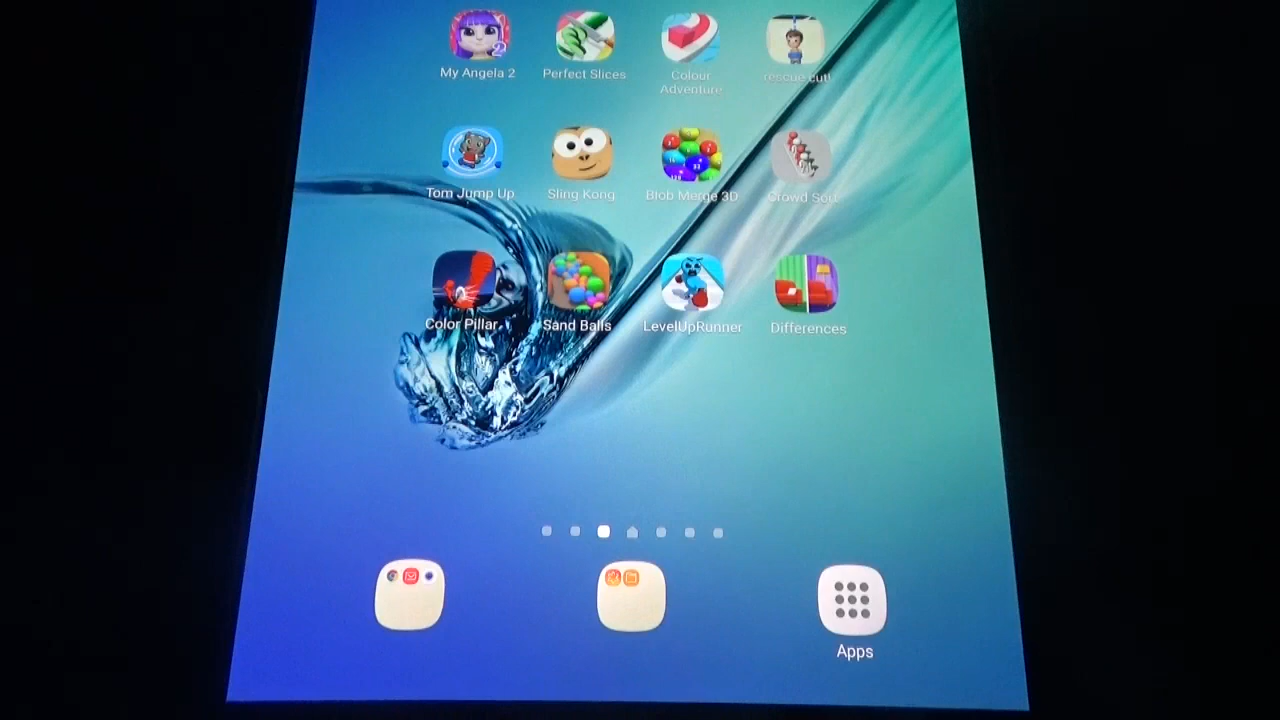 My Angela 2
Perfect Slices
Colour
Adventure
rescue cut!
Tom Jump Up
Sling Kong
Blob Merge 3D
Crowd Sort
Color Pillar
Sand Balls
LevelUpRunner
Differences
Apps